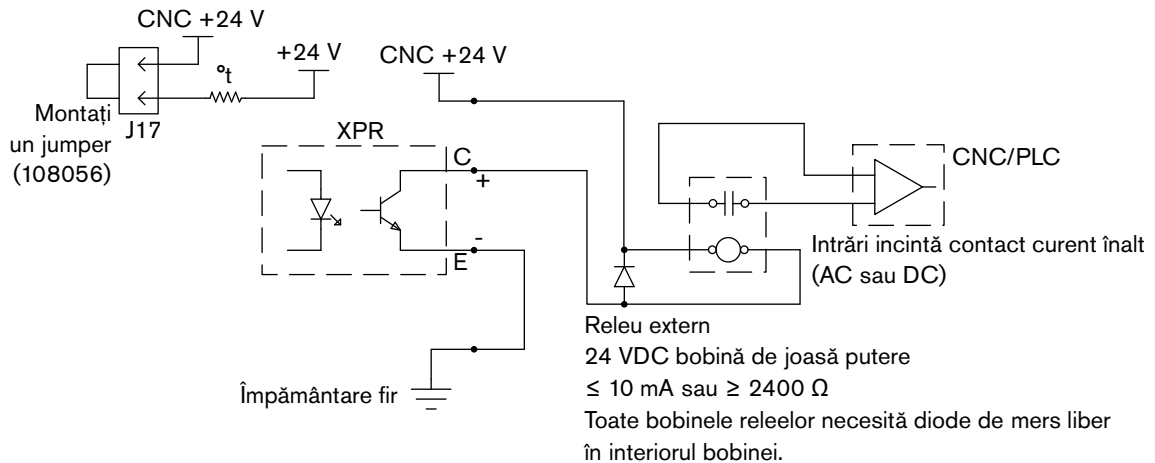 CNC +24 V
+24 V
CNC +24 V
°t
Montați
un jumper
(108056)
J17
XPR
C
+
-
E
CNC/PLC
Intrări incintă contact curent înalt
(AC sau DC)
Releu extern
24 VDC bobină de joasă putere
≤ 10 mA sau ≥ 2400 Ω
Toate bobinele releelor necesită diode de mers liber
în interiorul bobinei.
Împământare fir